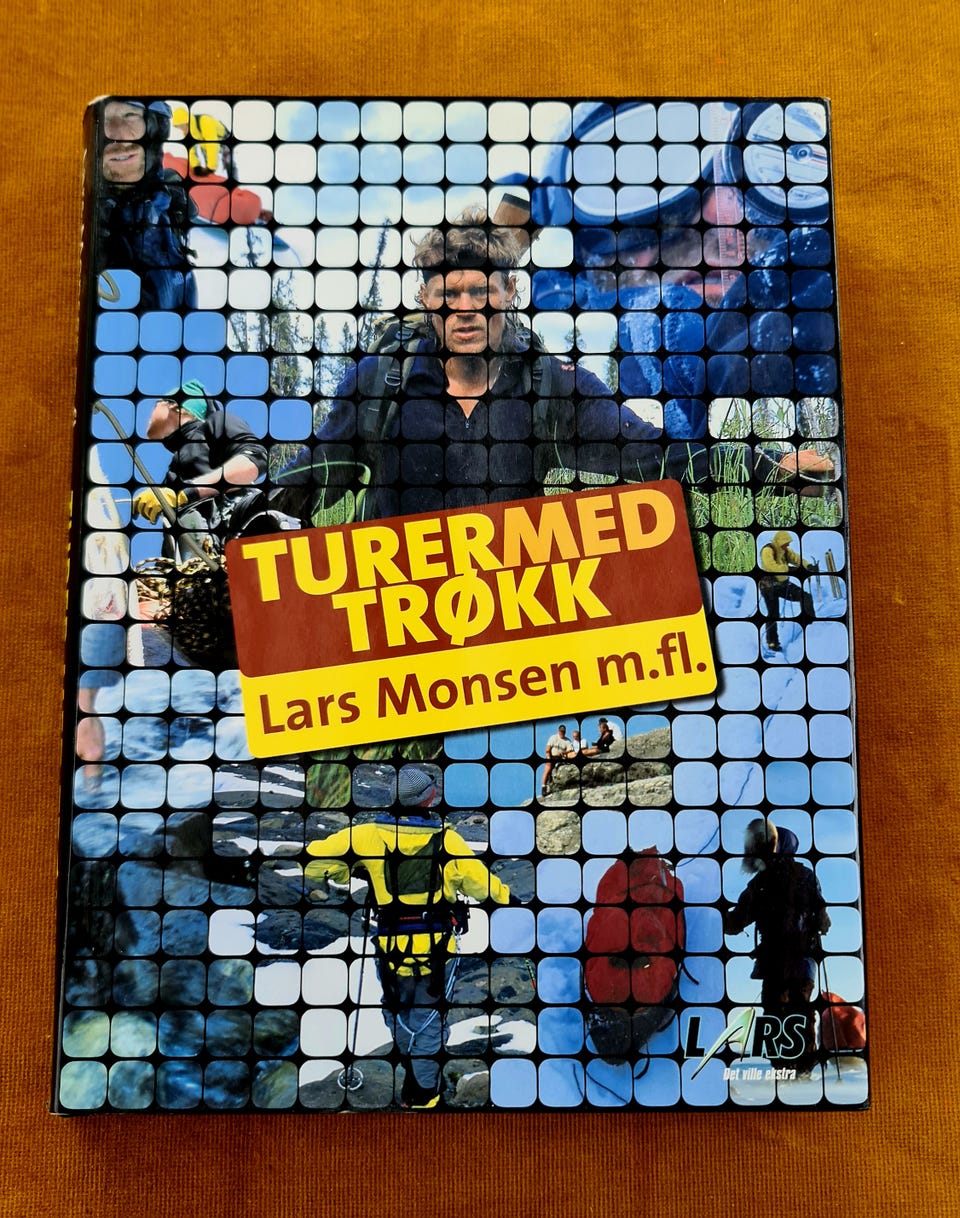 TURERMED
TRØKK
Lars Monsen m.fl.
LARS
Det ville ekstra